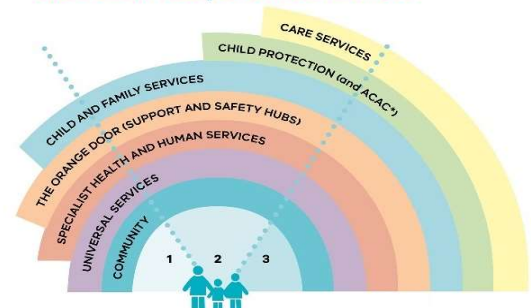 CARE SERVICES
CHILD PROTECTION (and ACAC*)
CHILD AND FAMILY SERVICES
THE ORANGE DOOR (SUPPORT AND SAFETY HUBS)
SPECIALIST HEALTH AND HUMAN SERVICES
UNIVERSAL SERVICES
COMMUNITY
1 2 3